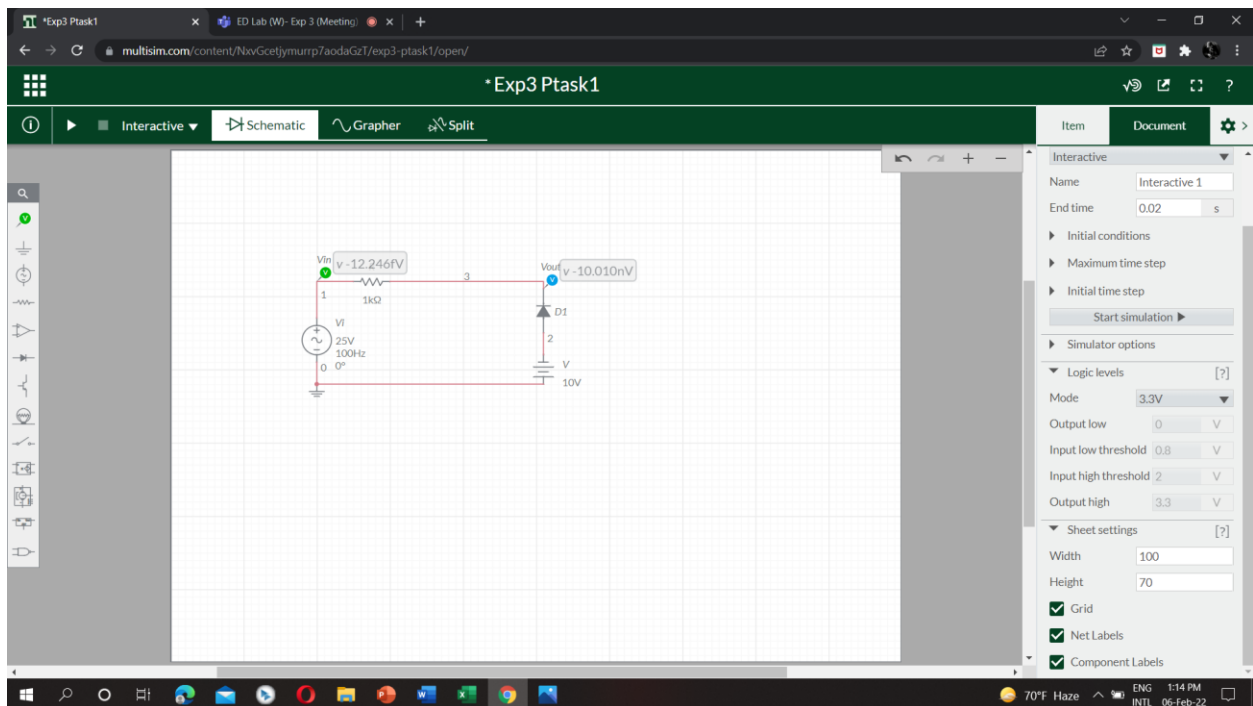 *Exp3 Ptask1
ED Lab (W)- Exp 3 (Meeting)
multisim.com/content/NxvGcetjymurrp7aodaGzT/exp3-ptask1/open/
*Exp3 Ptask1
Interactive
Schematic
Grapher
Split
Item
Document
Interactive
Name
Interactive 1
End time
0.02
s
Initial conditions
Maximum time step
Initial time step
Start simulation
Simulator options
Logic levels
[?]
Mode
3.3V
Output low
0
V
Input low threshold
0.8
V
Input high threshold
2
V
Output high
3.3
V
Sheet settings
[?]
Width
100
Height
70
Grid
Net Labels
Component Labels
Vin
v -12.246fV
1
1kΩ
3
Vout
v -10.010nV
D1
2
VI
25V
100Hz
0 0°
V
10V
70°F Haze
ENG
INTL
1:14 PM
06-Feb-22